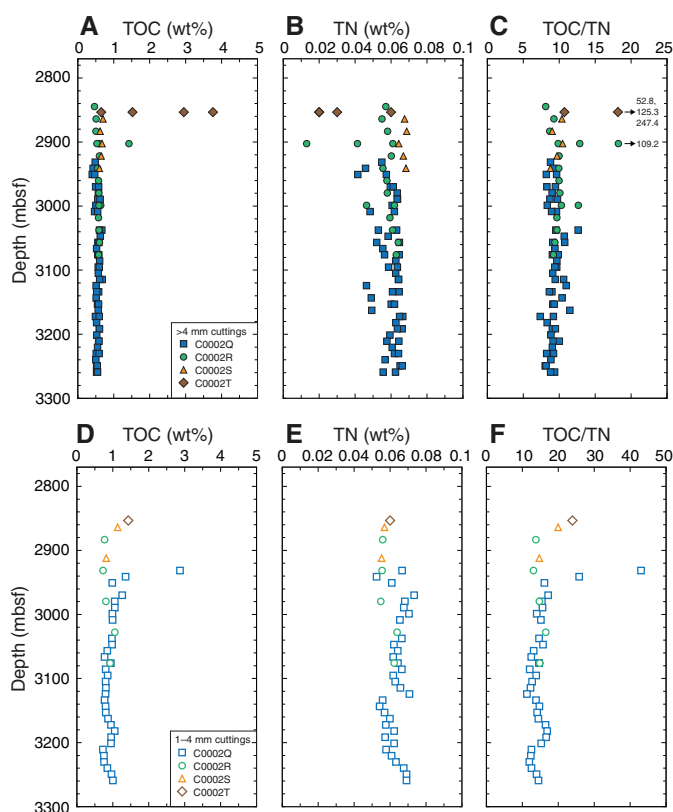 A TOC (wt%)
B TN (wt%)
C TOC/TN
0 1 2 3 4 5
0 0.02 0.04 0.06 0.08 0.1
0 5 10 15 20 25
2800
2900
3000
3100
3200
3300
Depth (mbsf)
52.8,
125.3
247.4
109.2
>4 mm cuttings
C0002Q
C0002R
C0002S
C0002T
D TOC (wt%)
E TN (wt%)
F TOC/TN
0 1 2 3 4 5
0 0.02 0.04 0.06 0.08 0.1
0 10 20 30 40 50
2800
2900
3000
3100
3200
3300
Depth (mbsf)
1–4 mm cuttings
C0002Q
C0002R
C0002S
C0002T